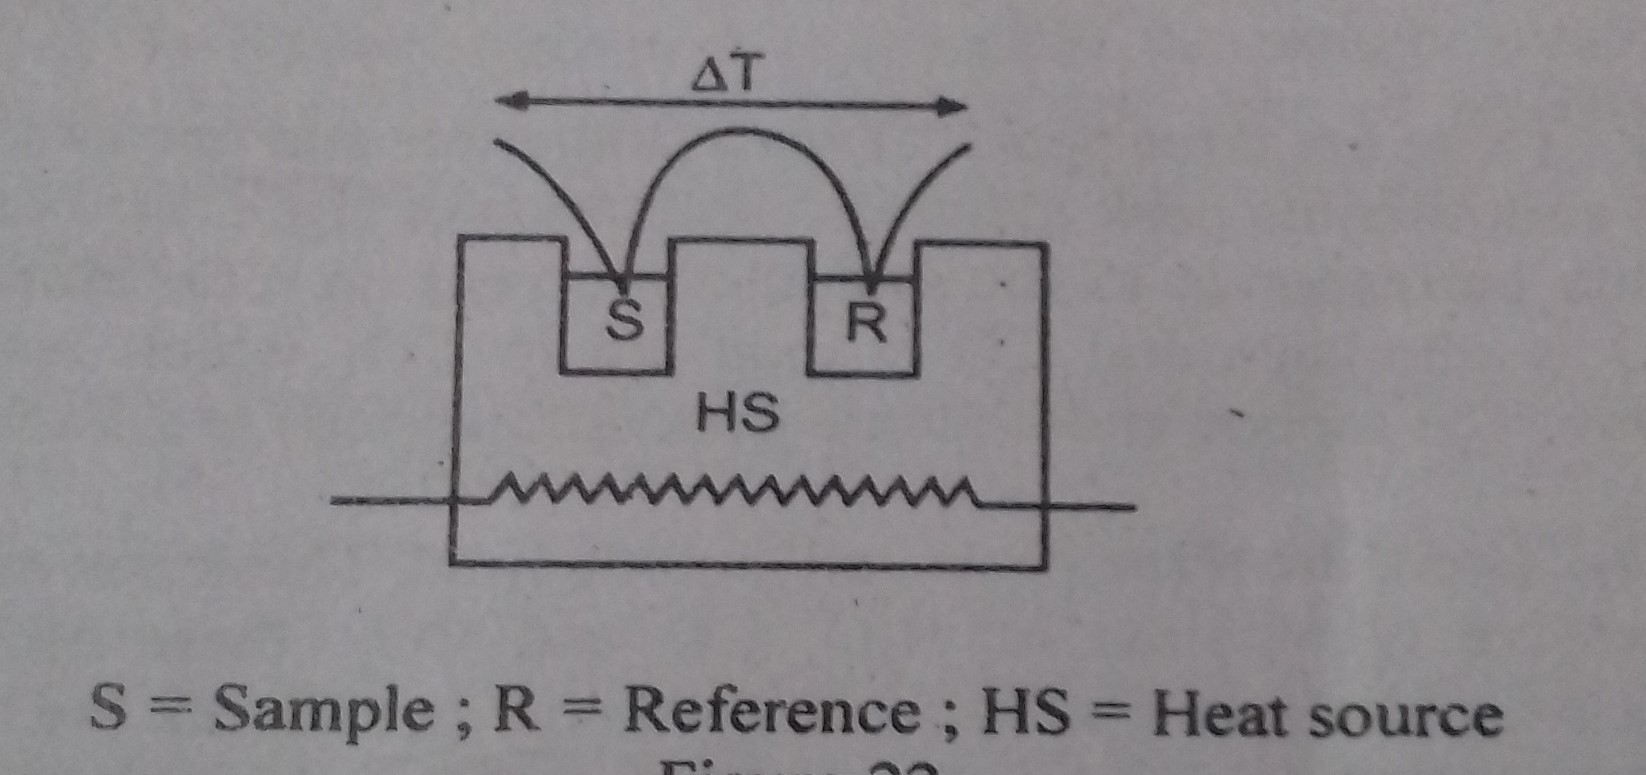 ΔT
S
R
HS
S = Sample ; R = Reference ; HS = Heat source